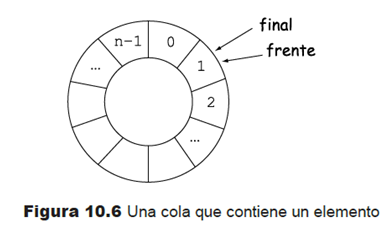 final
frente
n-1 0
... 1
2
...
Figura 10.6 Una cola que contiene un elemento